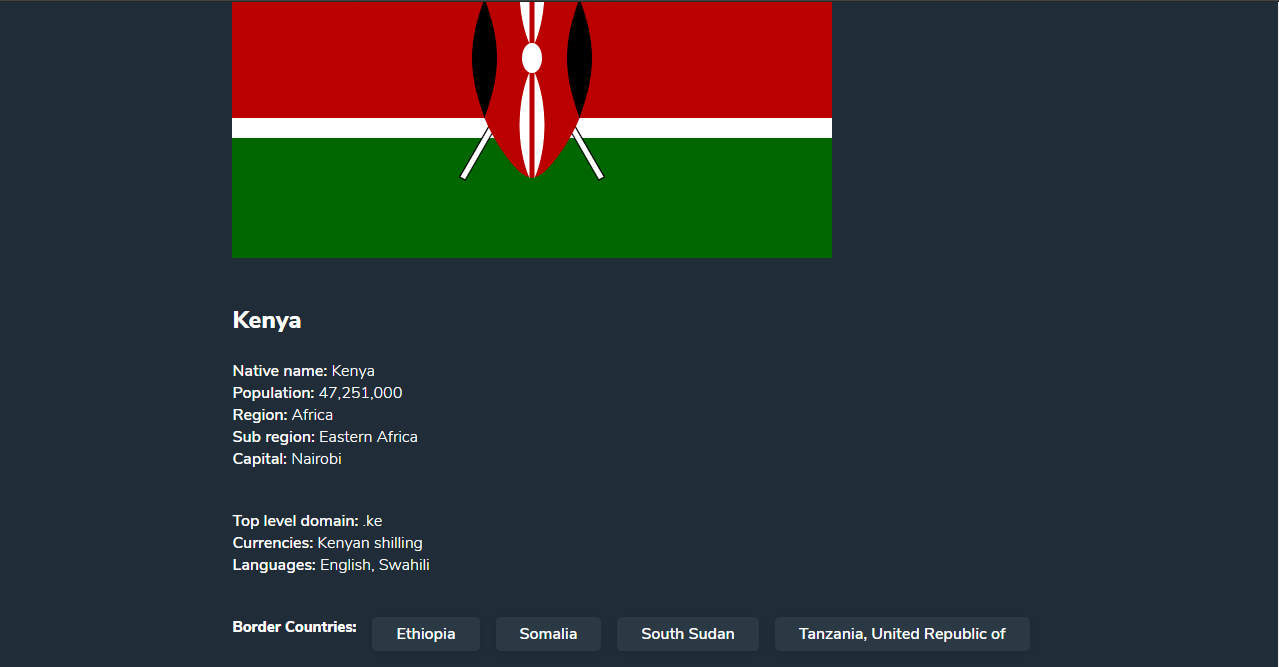 Kenya
Native name: Kenya
Population: 47,251,000
Region: Africa
Sub region: Eastern Africa
Capital: Nairobi
Top level domain: .ke
Currencies: Kenyan shilling
Languages: English, Swahili
Border Countries: Ethiopia Somalia South Sudan Tanzania, United Republic of